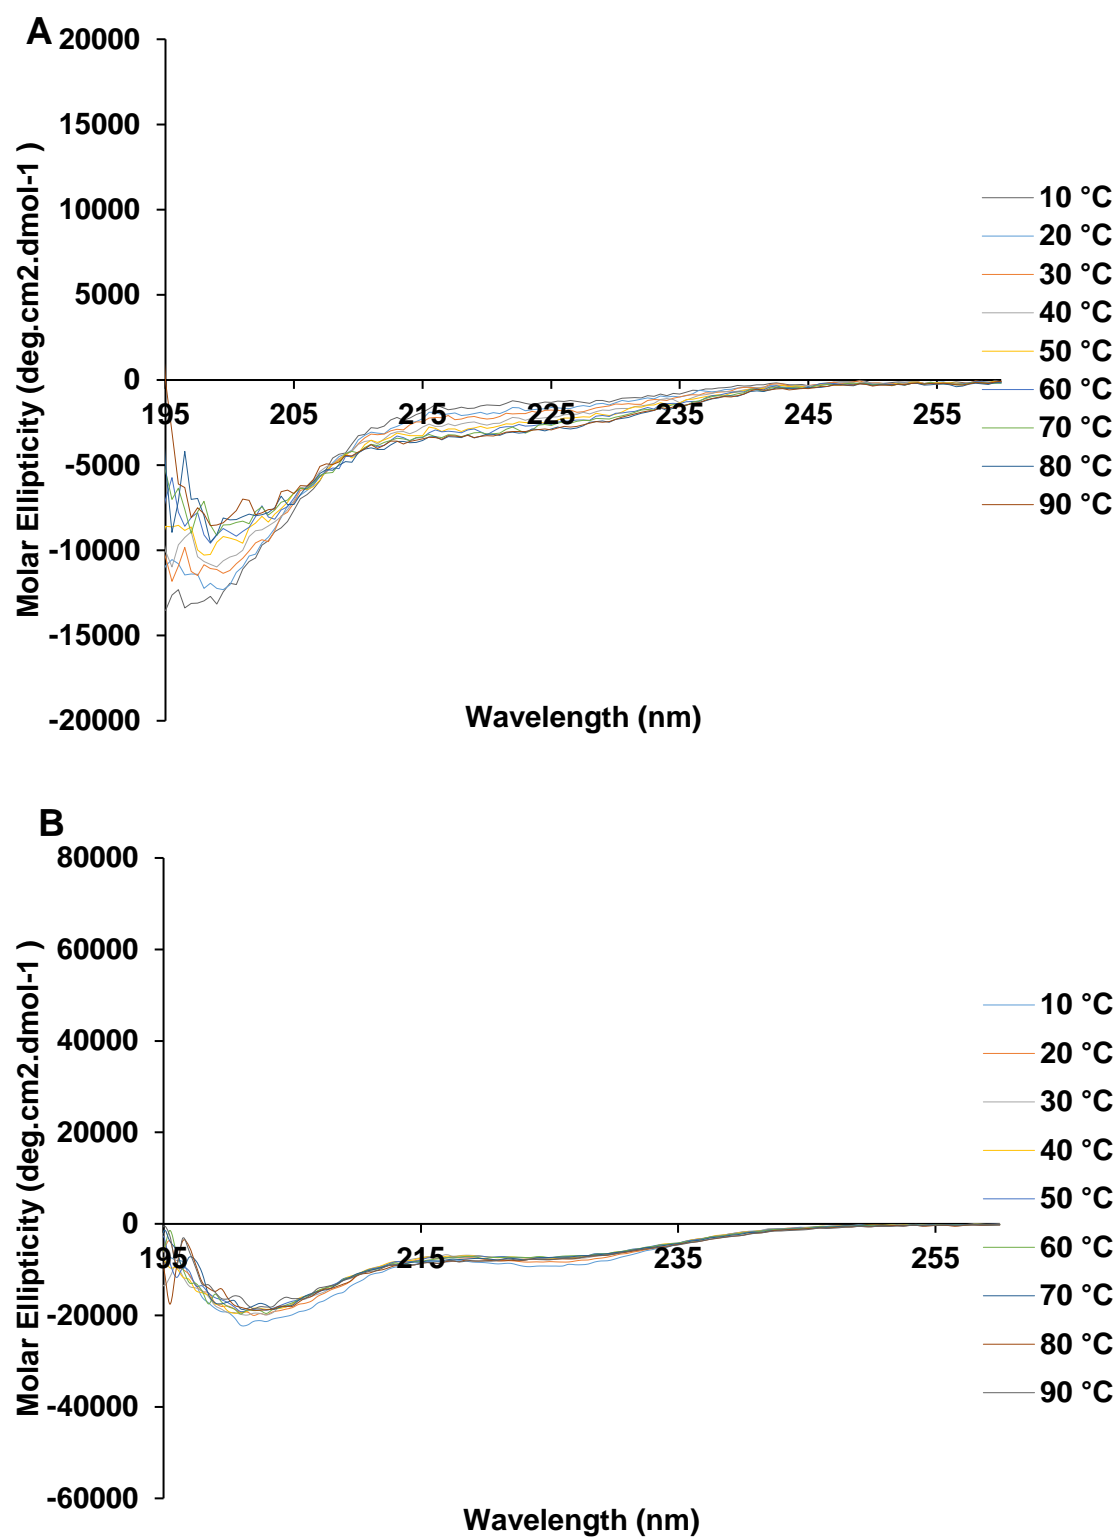 A
20000
15000
10000
5000
0
-5000
-10000
-15000
-20000
Molar Ellipticity (deg.cm2.dmol-1 )
195 205 215 225 235 245 255
Wavelength (nm)
10 °C
20 °C
30 °C
40 °C
50 °C
60 °C
70 °C
80 °C
90 °C
B
80000
60000
40000
20000
0
-20000
-40000
-60000
Molar Ellipticity (deg.cm2.dmol-1 )
195 215 235 255
Wavelength (nm)
10 °C
20 °C
30 °C
40 °C
50 °C
60 °C
70 °C
80 °C
90 °C